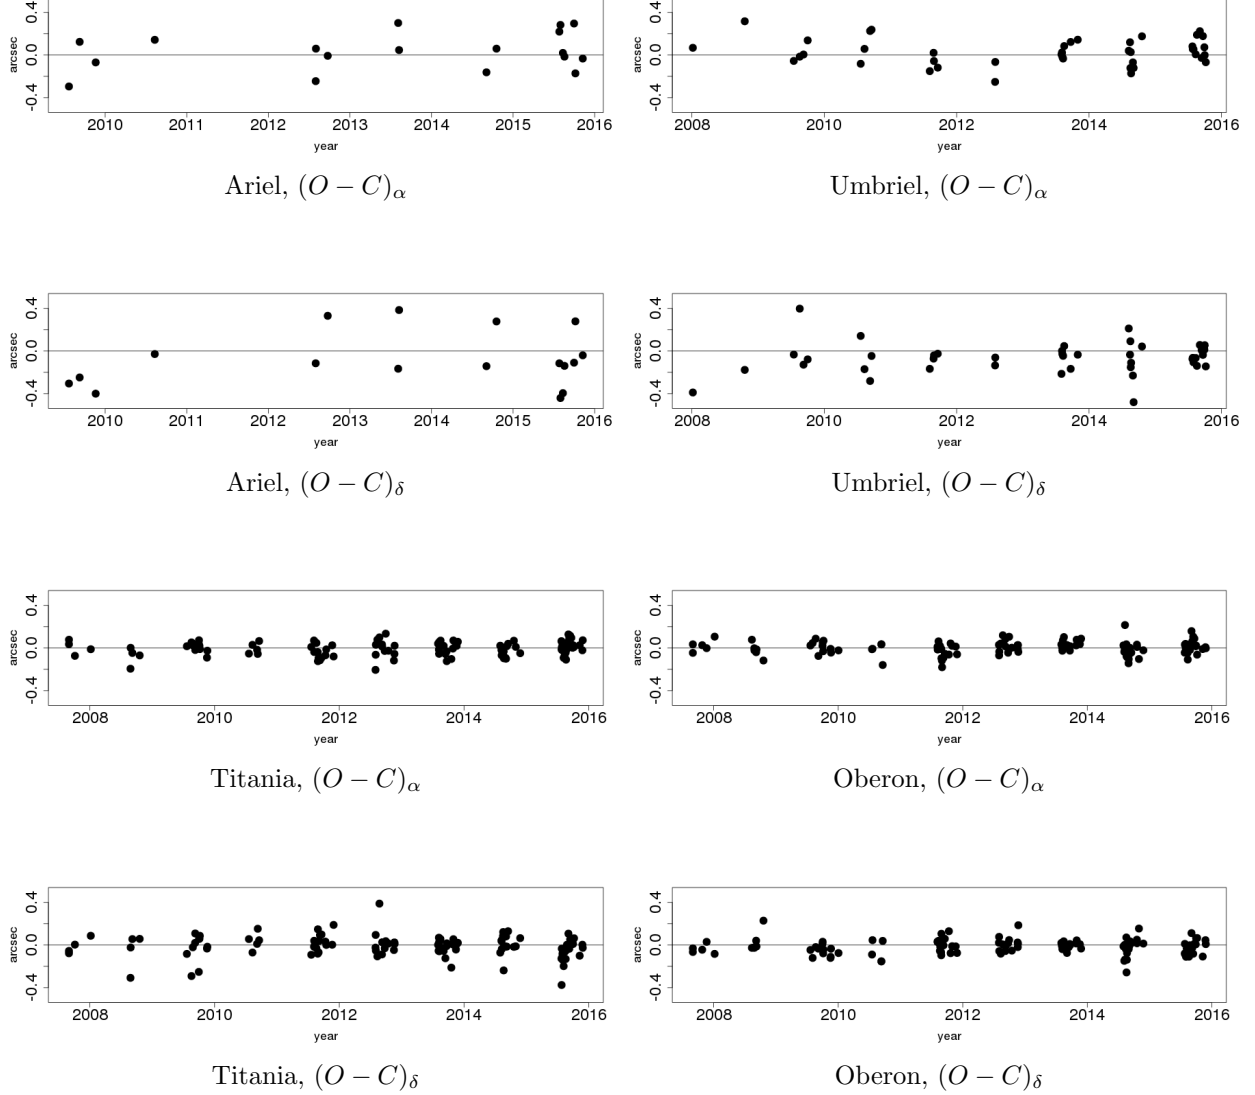 arcsec
-0.4 0.0 0.4
2010 2011 2012 2013 2014 2015 2016
year
Ariel, (O − C)α
arcsec
-0.4 0.0 0.4
2008 2010 2012 2014 2016
year
Umbriel, (O − C)α
arcsec
-0.4 0.0 0.4
2010 2011 2012 2013 2014 2015 2016
year
Ariel, (O − C)δ
arcsec
-0.4 0.0 0.4
2008 2010 2012 2014 2016
year
Umbriel, (O − C)δ
arcsec
-0.4 0.0 0.4
2008 2010 2012 2014 2016
year
Titania, (O − C)α
arcsec
-0.4 0.0 0.4
2008 2010 2012 2014 2016
year
Oberon, (O − C)α
arcsec
-0.4 0.0 0.4
2008 2010 2012 2014 2016
year
Titania, (O − C)δ
arcsec
-0.4 0.0 0.4
2008 2010 2012 2014 2016
year
Oberon, (O − C)δ